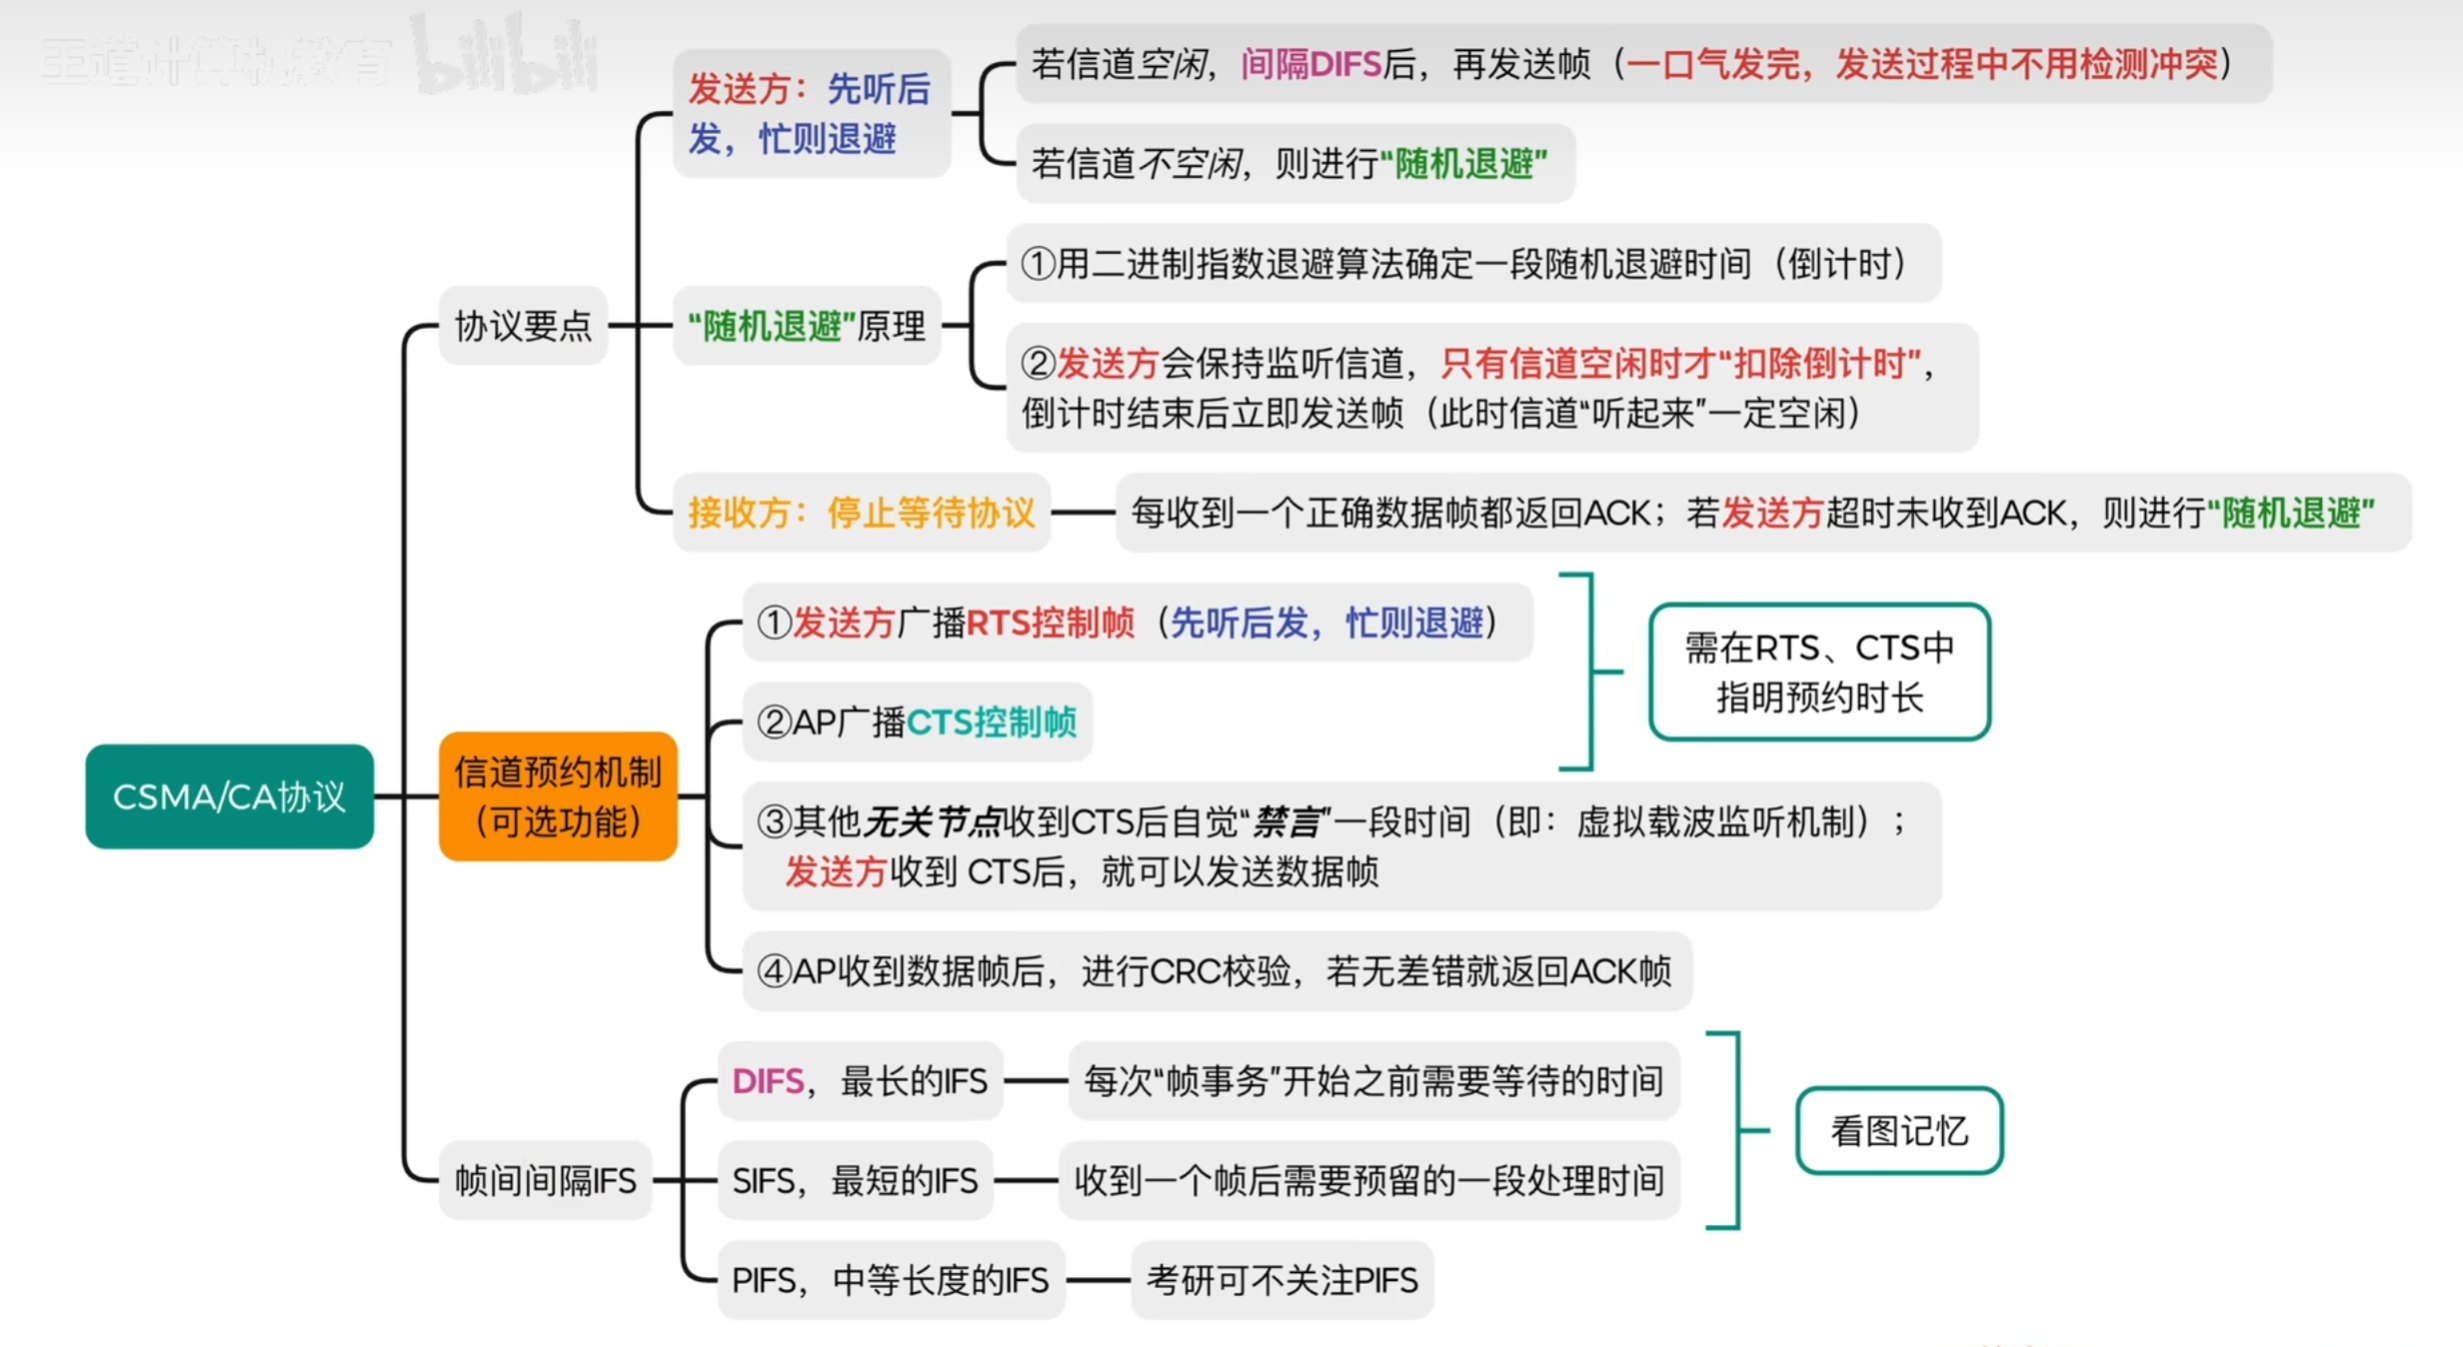 王道计算机教育 bilibili
发送方：先听后
发，忙则退避
若信道空闲，间隔DIFS后，再发送帧（一口气发完，发送过程中不用检测冲突）
若信道不空闲，则进行“随机退避”
协议要点
“随机退避”原理
①用二进制指数退避算法确定一段随机退避时间（倒计时）
②发送方会保持监听信道，只有信道空闲时才“扣除倒计时”，
倒计时结束后立即发送帧（此时信道“听起来”一定空闲）
接收方：停止等待协议
每收到一个正确数据帧都返回ACK；若发送方超时未收到ACK，则进行“随机退避”
CSMA/CA协议
信道预约机制
（可选功能）
①发送方广播RTS控制帧（先听后发，忙则退避）
②AP广播CTS控制帧
需在RTS、CTS中
指明预约时长
③其他无关节点收到CTS后自觉“禁言”一段时间（即：虚拟载波监听机制）；
发送方收到 CTS后，就可以发送数据帧
④AP收到数据帧后，进行CRC校验，若无差错就返回ACK帧
帧间间隔IFS
DIFS，最长的IFS
每次“帧事务”开始之前需要等待的时间
SIFS，最短的IFS
收到一个帧后需要预留的一段处理时间
看图记忆
PIFS，中等长度的IFS
考研可不关注PIFS